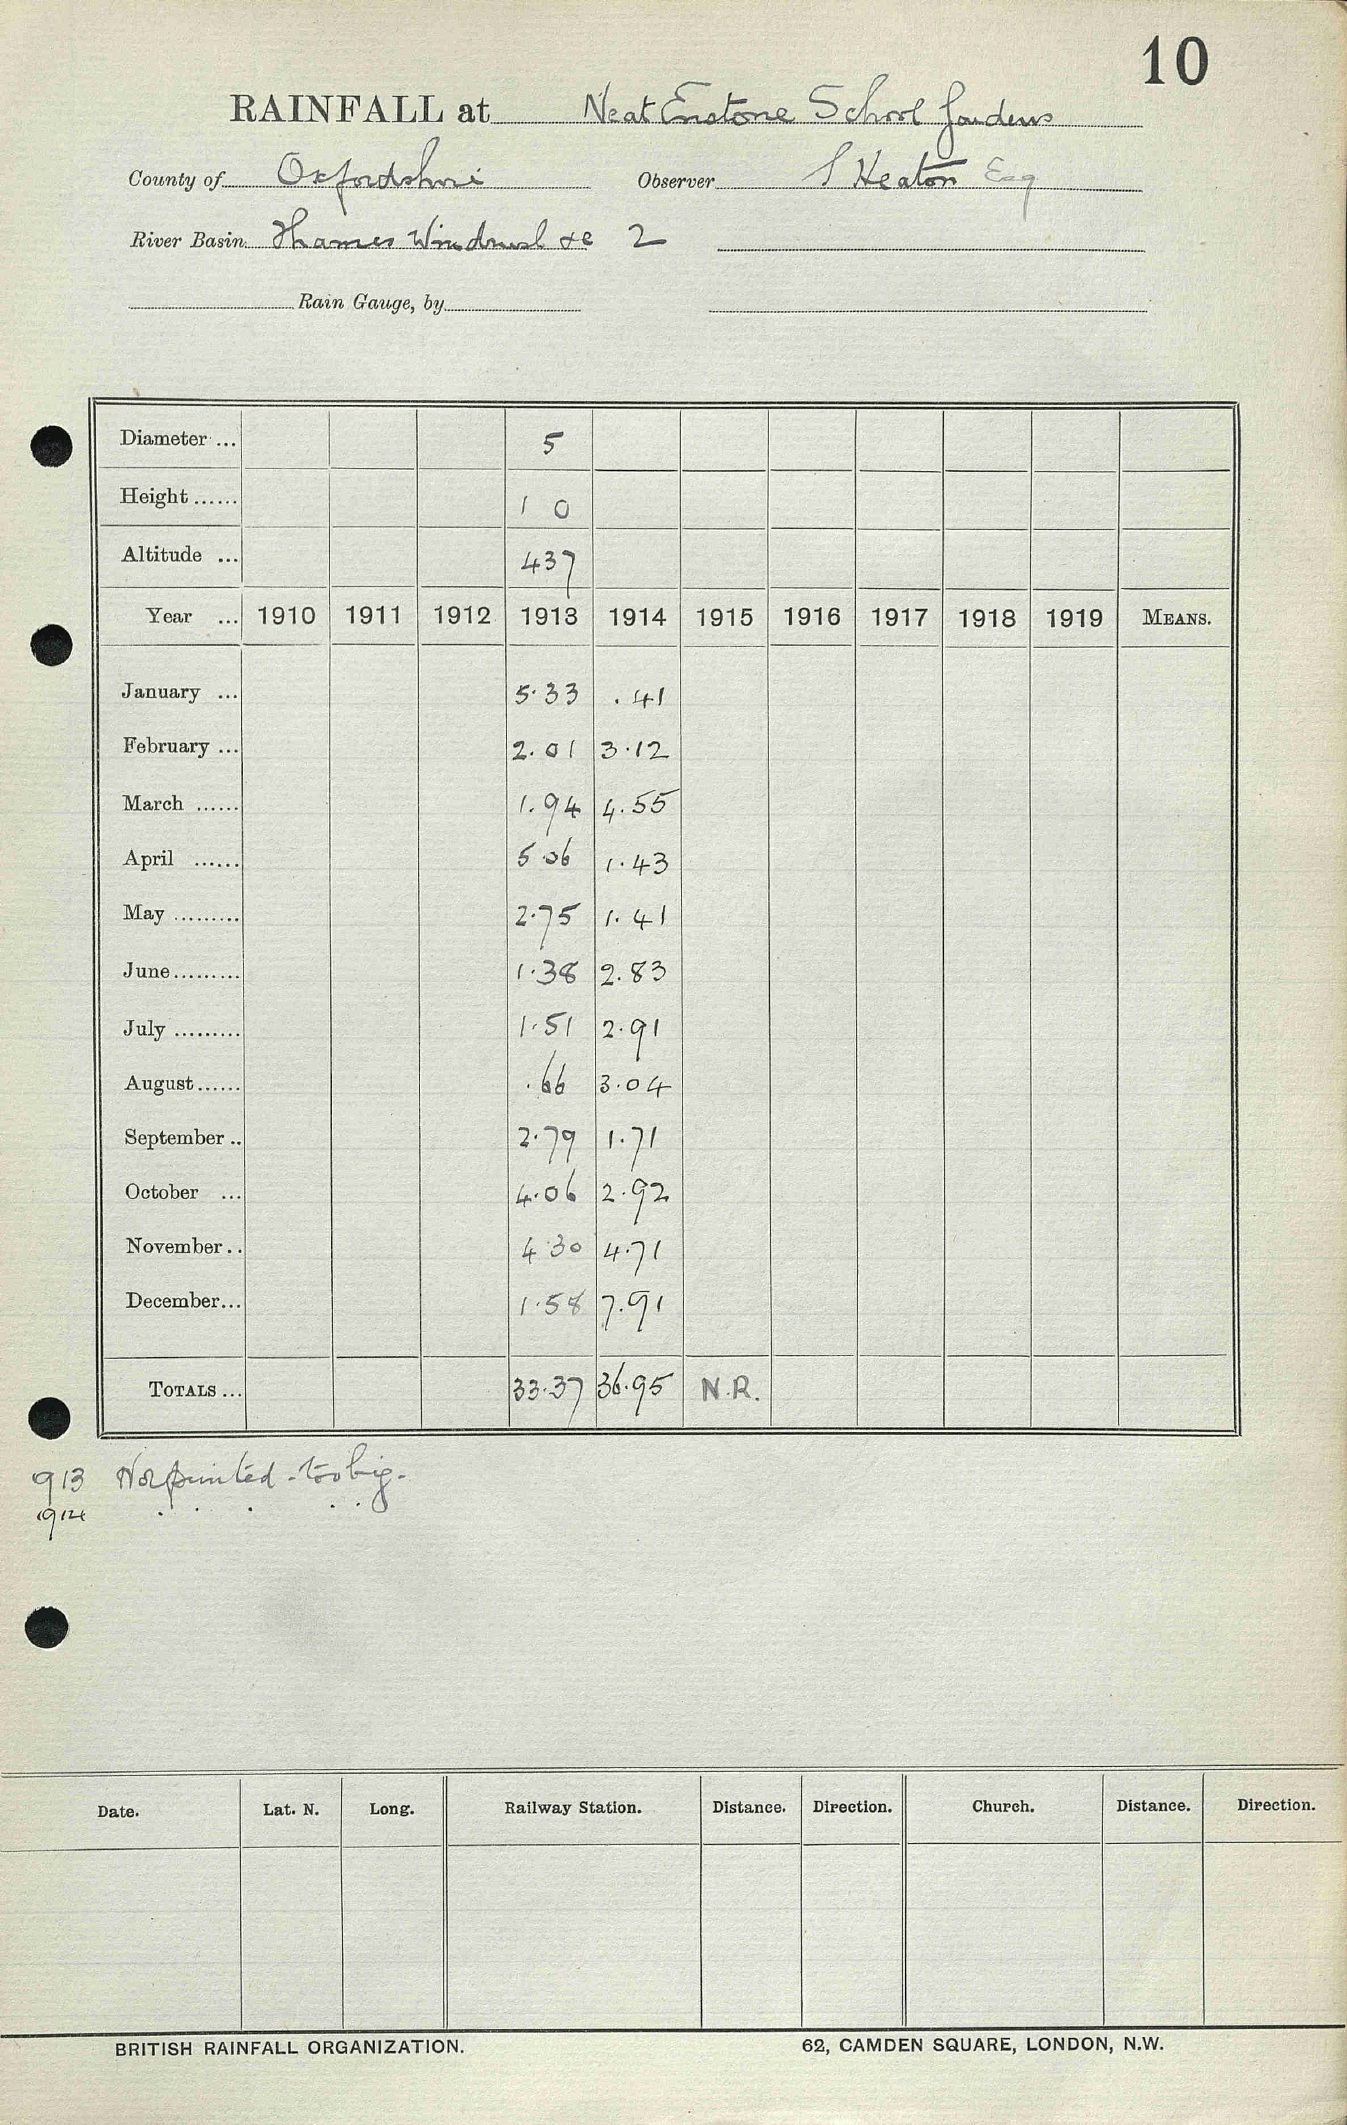 10
RAINFALL at Neat Enstone School Gardens
County of Oxfordshire Observer S Heaton Esq
River Basin Thames Windrush &c 2
Rain Gauge, by
Diameter ... 5
Height ...... 1 0
Altitude ... 437
Year ... 1910 1911 1912 1913 1914 1915 1916 1917 1918 1919 MEANS.
January ... 5.33 .41
February ... 2.01 3.12
March ...... 1.94 4.55
April ...... 5.06 1.43
May ......... 2.75 1.41
June ......... 1.38 2.83
July ......... 1.51 2.91
August ...... .66 3.04
September .. 2.79 1.71
October ... 4.06 2.92
November .. 4.30 4.71
December ... 1.58 7.91
TOTALS ... 33.37 36.95 N.R.
1913 Not printed - too big -
1914 . . . . .
Date. Lat. N. Long. Railway Station. Distance. Direction. Church. Distance. Direction.
BRITISH RAINFALL ORGANIZATION. 62, CAMDEN SQUARE, LONDON, N.W.